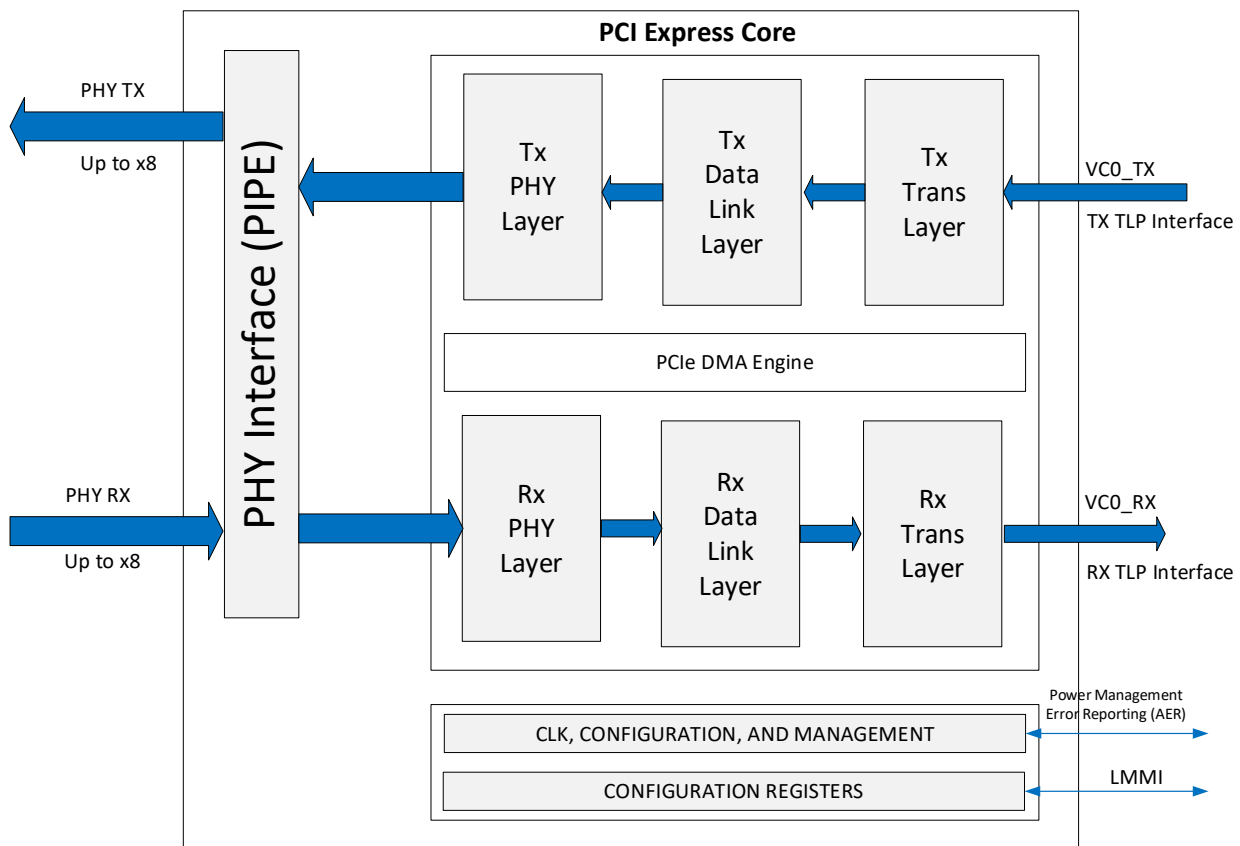 PCI Express Core
PHY TX
Up to x8
PHY Interface (PIPE)
Tx
PHY
Layer
Tx
Data
Link
Layer
Tx
Trans
Layer
VC0_TX
TX TLP Interface
PCIe DMA Engine
PHY RX
Up to x8
Rx
PHY
Layer
Rx
Data
Link
Layer
Rx
Trans
Layer
VC0_RX
RX TLP Interface
CLK, CONFIGURATION, AND MANAGEMENT
Power Management
Error Reporting (AER)
CONFIGURATION REGISTERS
LMMI